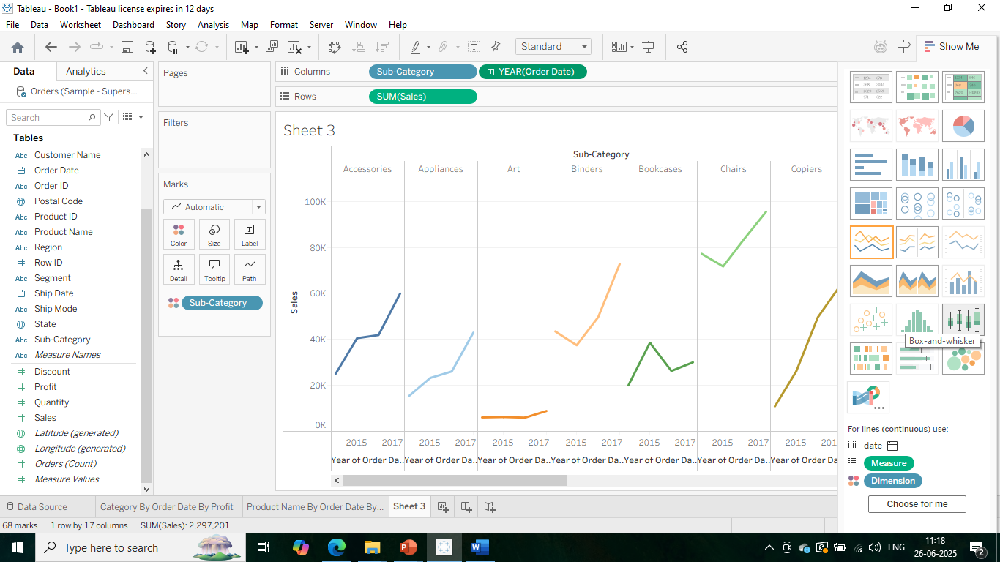 Tableau - Book1 - Tableau license expires in 12 days
File Data Worksheet Dashboard Story Analysis Map Format Server Window Help
Standard
Show Me
Data Analytics
Orders (Sample - Supers...
Search
Tables
Abc Customer Name
Order Date
Abc Order ID
Postal Code
Abc Product ID
Abc Product Name
Abc Region
Row ID
Abc Segment
Ship Date
Abc Ship Mode
State
Abc Sub-Category
Abc Measure Names
Discount
Profit
Quantity
Sales
Latitude (generated)
Longitude (generated)
Orders (Count)
Measure Values
Pages
Filters
Marks
Automatic
Color Size Label
Detail Tooltip Path
Sub-Category
Columns Sub-Category YEAR(Order Date)
Rows SUM(Sales)
Sheet 3
Sub-Category
Accessories Appliances Art Binders Bookcases Chairs Copiers
100K
80K
60K
40K
20K
0K
Sales
2015 2017 2015 2017 2015 2017 2015 2017 2015 2017 2015 2017 2015 201
Year of Order Da.. Year of Order Da.. Year of Order Da.. Year of Order Da.. Year of Order Da.. Year of Order Da.. Year of Order Da
Box-and-whisker
For lines (continuous) use:
date
Measure
Dimension
Choose for me
Data Source Category By Order Date By Profit Product Name By Order Date By... Sheet 3
68 marks 1 row by 17 columns SUM(Sales): 2,297,201
Type here to search
ENG
11:18
26-06-2025
2